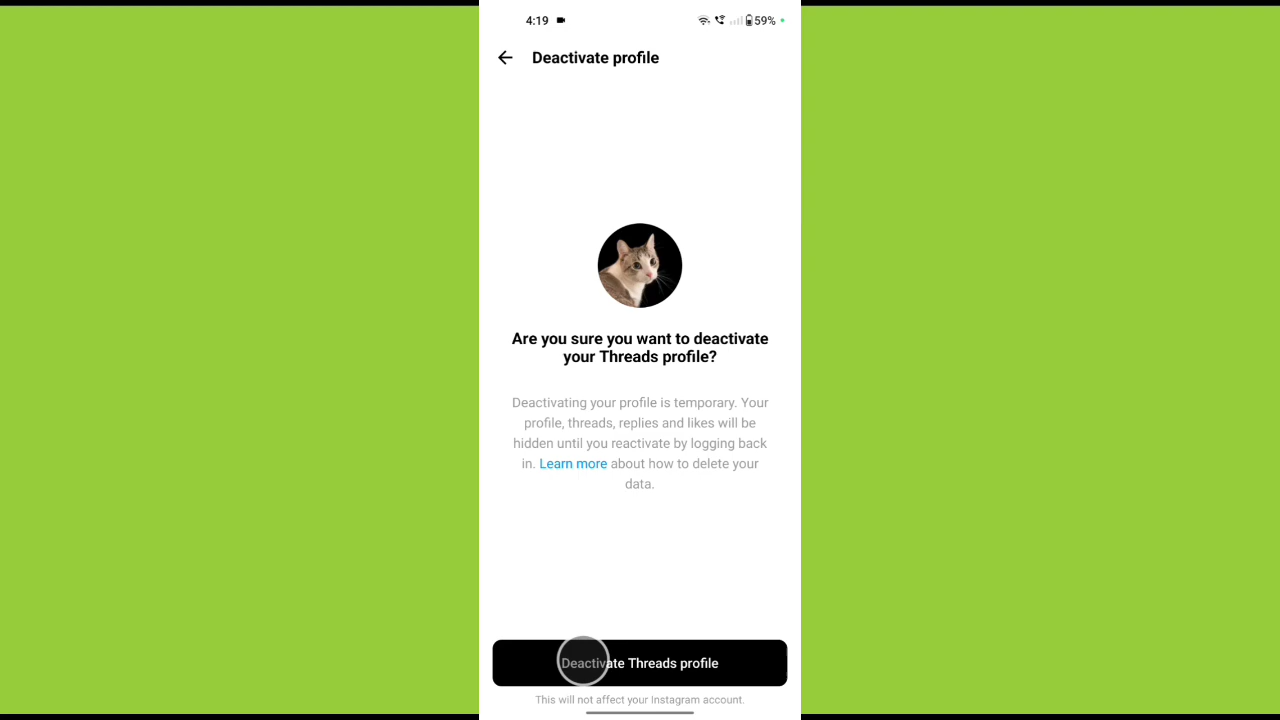 4:19
59%
Deactivate profile
Are you sure you want to deactivate
your Threads profile?
Deactivating your profile is temporary. Your
profile, threads, replies and likes will be
hidden until you reactivate by logging back
in. Learn more about how to delete your
data.
Deactivate Threads profile
This will not affect your Instagram account.